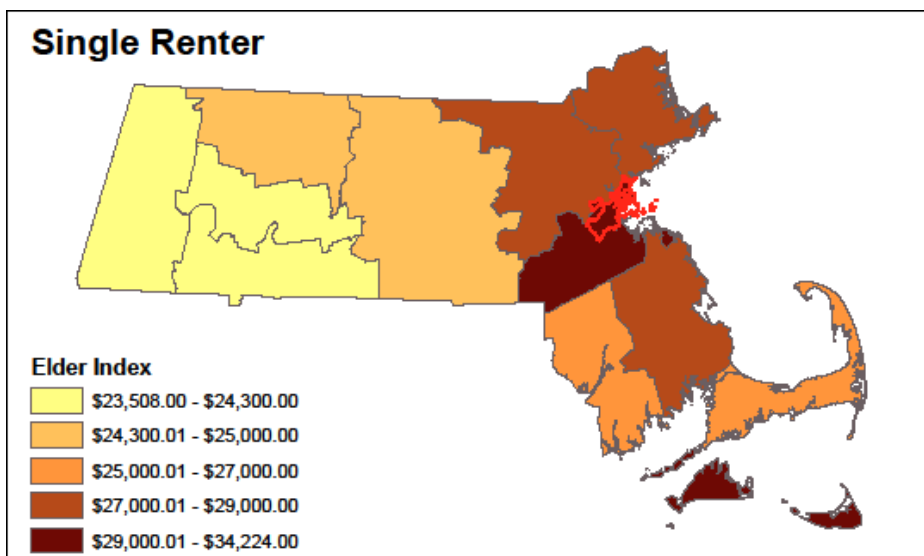 Single Renter
Elder Index
$23,508.00 - $24,300.00
$24,300.01 - $25,000.00
$25,000.01 - $27,000.00
$27,000.01 - $29,000.00
$29,000.01 - $34,224.00